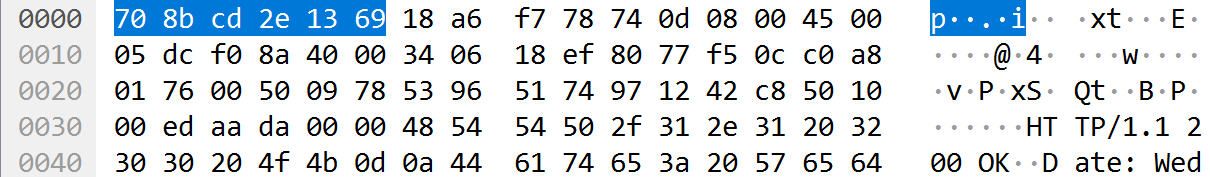 0000 70 8b cd 2e 13 69 18 a6 f7 78 74 0d 08 00 45 00 p··.·i·· ·xt···E·
0010 05 dc f0 8a 40 00 34 06 18 ef 80 77 f5 0c c0 a8 ····@·4· ···w····
0020 01 76 00 50 09 78 53 96 51 74 97 12 42 c8 50 10 ·v·P·xS· Qt··B·P·
0030 00 ed aa da 00 00 48 54 54 50 2f 31 2e 31 20 32 ······HT TP/1.1 2
0040 30 30 20 4f 4b 0d 0a 44 61 74 65 3a 20 57 65 64 00 OK··D ate: Wed